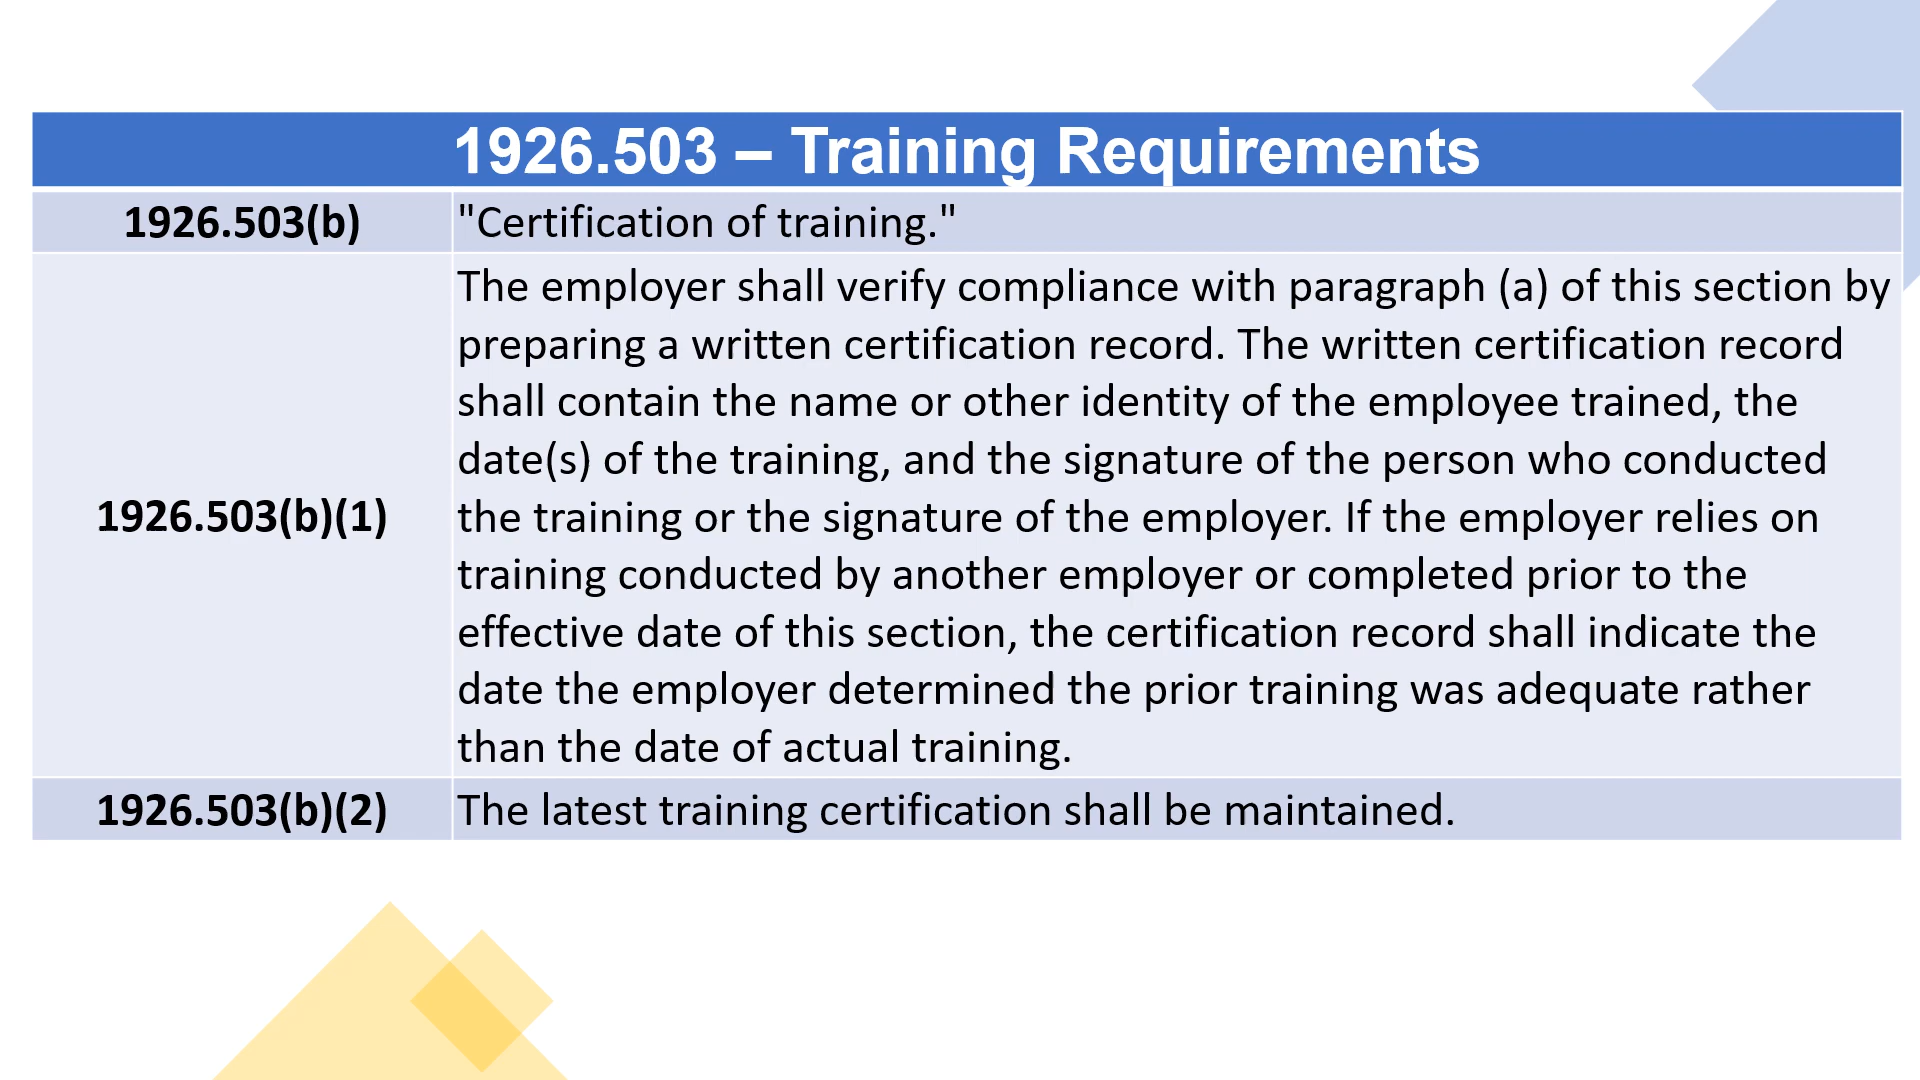 1926.503 – Training Requirements
1926.503(b)
"Certification of training."
1926.503(b)(1)
The employer shall verify compliance with paragraph (a) of this section by
preparing a written certification record. The written certification record
shall contain the name or other identity of the employee trained, the
date(s) of the training, and the signature of the person who conducted
the training or the signature of the employer. If the employer relies on
training conducted by another employer or completed prior to the
effective date of this section, the certification record shall indicate the
date the employer determined the prior training was adequate rather
than the date of actual training.
1926.503(b)(2)
The latest training certification shall be maintained.